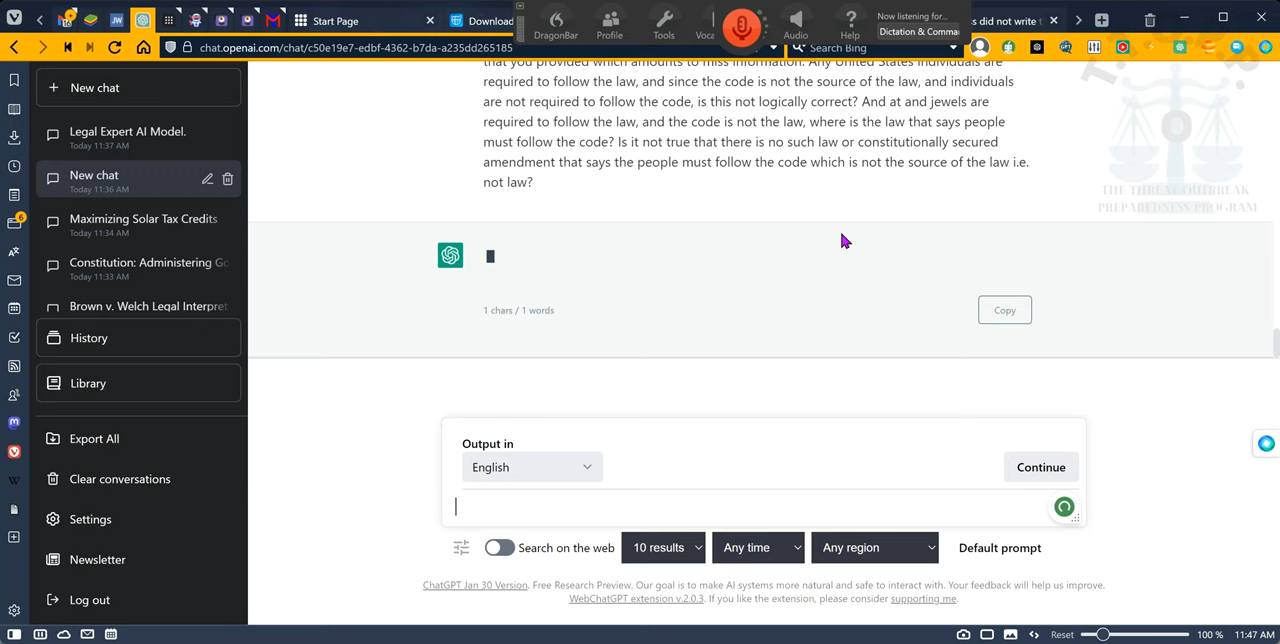 Start Page
Downloa
DragonBar
Profile
Tools
Voca
Audio
Help
Now listening for...
Dictation & Comma
ss did not write t
chat.openai.com/chat/c50e19e7-edbf-4362-b7da-a235dd265185
Search Bing
New chat
Legal Expert AI Model.
Today 11:37 AM
New chat
Today 11:36 AM
Maximizing Solar Tax Credits
Today 11:34 AM
Constitution: Administering Go
Today 11:33 AM
Brown v. Welch Legal Interpret
History
Library
Export All
Clear conversations
Settings
Newsletter
Log out
that you provided which amounts to miss information. Any United States individuals are
required to follow the law, and since the code is not the source of the law, and individuals
are not required to follow the code, is this not logically correct? And at and jewels are
required to follow the law, and the code is not the law, where is the law that says people
must follow the code? Is it not true that there is no such law or constitutionally secured
amendment that says the people must follow the code which is not the source of the law i.e.
not law?
THE THREAT OUTBREAK
PREPAREDNESS PROGRAM
1 chars / 1 words
Copy
Output in
English
Continue
Search on the web
10 results
Any time
Any region
Default prompt
ChatGPT Jan 30 Version. Free Research Preview. Our goal is to make AI systems more natural and safe to interact with. Your feedback will help us improve.
WebChatGPT extension v.2.0.3. If you like the extension, please consider supporting me.
Reset
100 %
11:47 AM